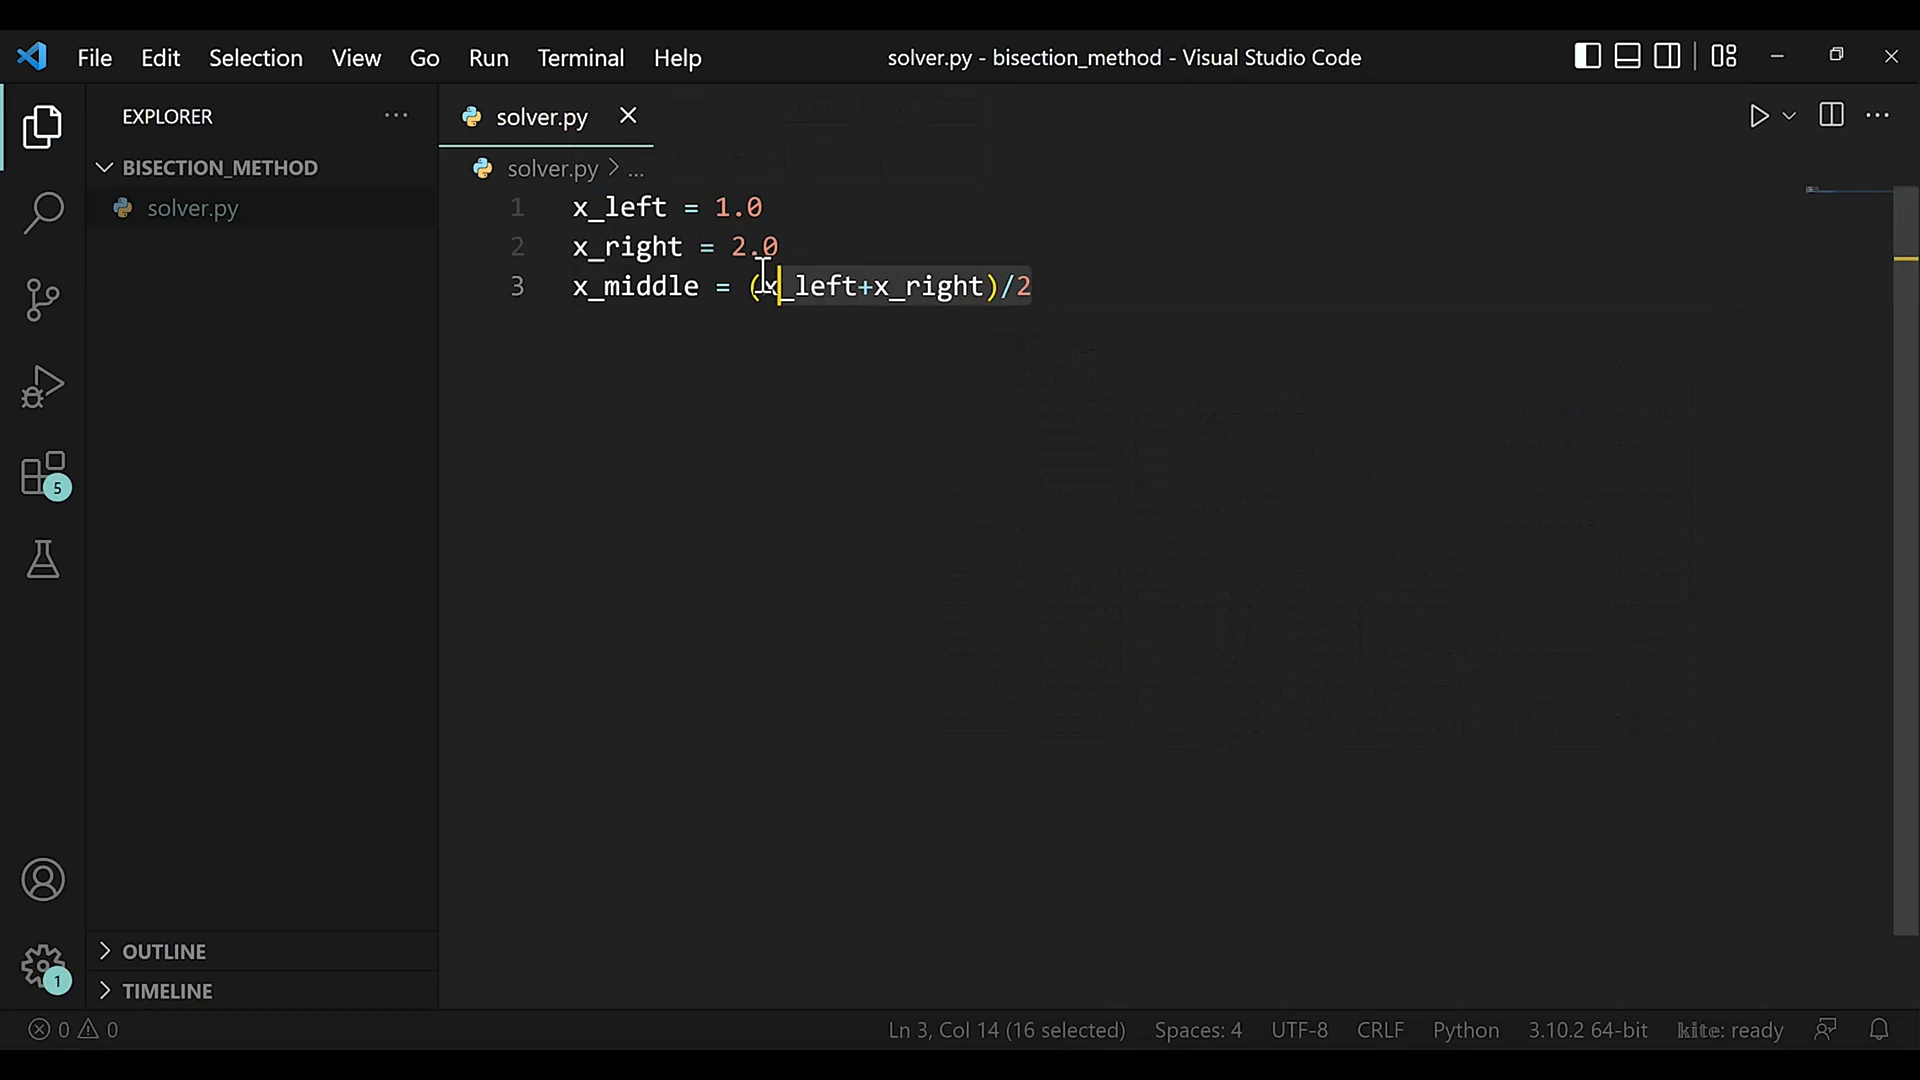 File Edit Selection View Go Run Terminal Help solver.py - bisection_method - Visual Studio Code
EXPLORER
solver.py
BISECTION_METHOD
solver.py
solver.py > ...
1 x_left = 1.0
2 x_right = 2.0
3 x_middle = (x_left+x_right)/2
5
OUTLINE
1
TIMELINE
0 0 Ln 3, Col 14 (16 selected) Spaces: 4 UTF-8 CRLF Python 3.10.2 64-bit kite: ready